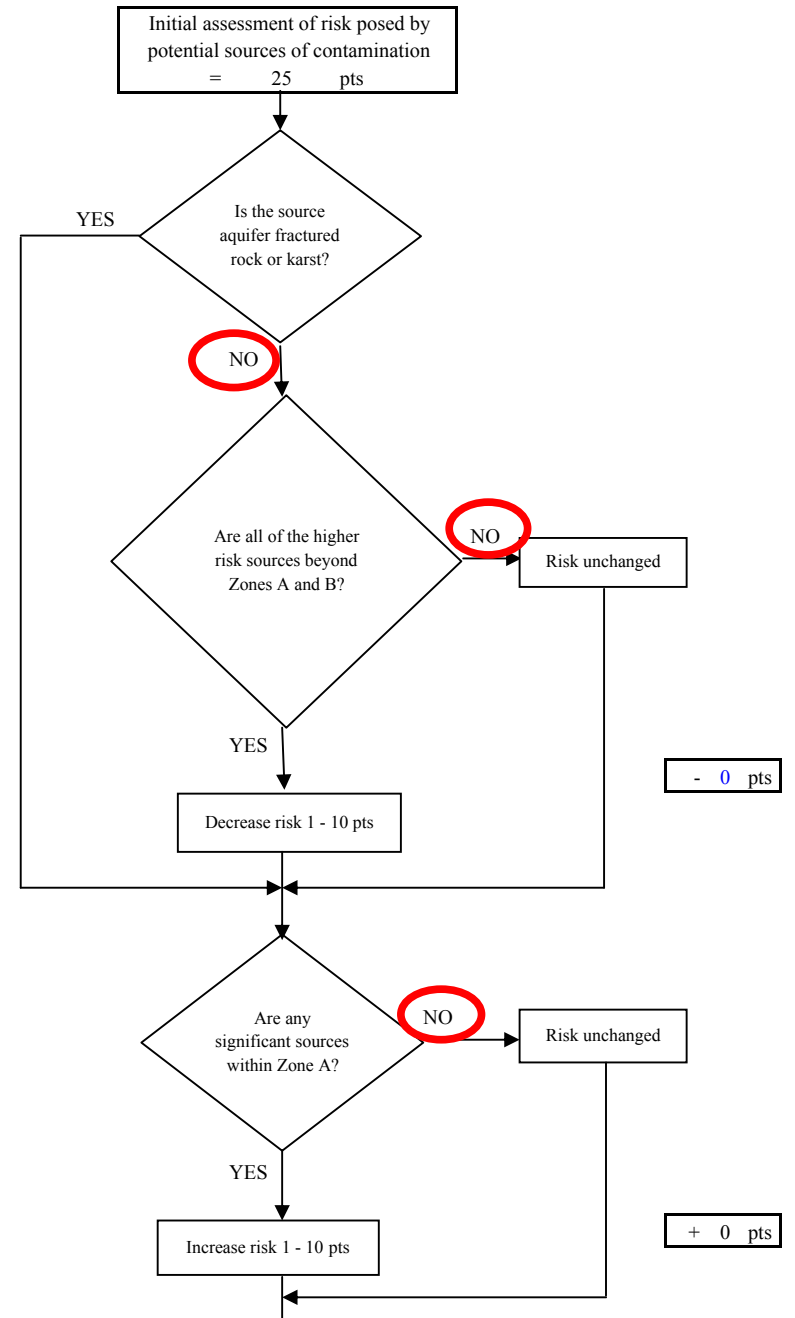 Initial assessment of risk posed by
potential sources of contamination
= 25 pts
Is the source
aquifer fractured
rock or karst?
YES
NO
Are all of the higher
risk sources beyond
Zones A and B?
NO
Risk unchanged
YES
- 0 pts
Decrease risk 1 - 10 pts
Are any
significant sources
within Zone A?
NO
Risk unchanged
YES
+ 0 pts
Increase risk 1 - 10 pts